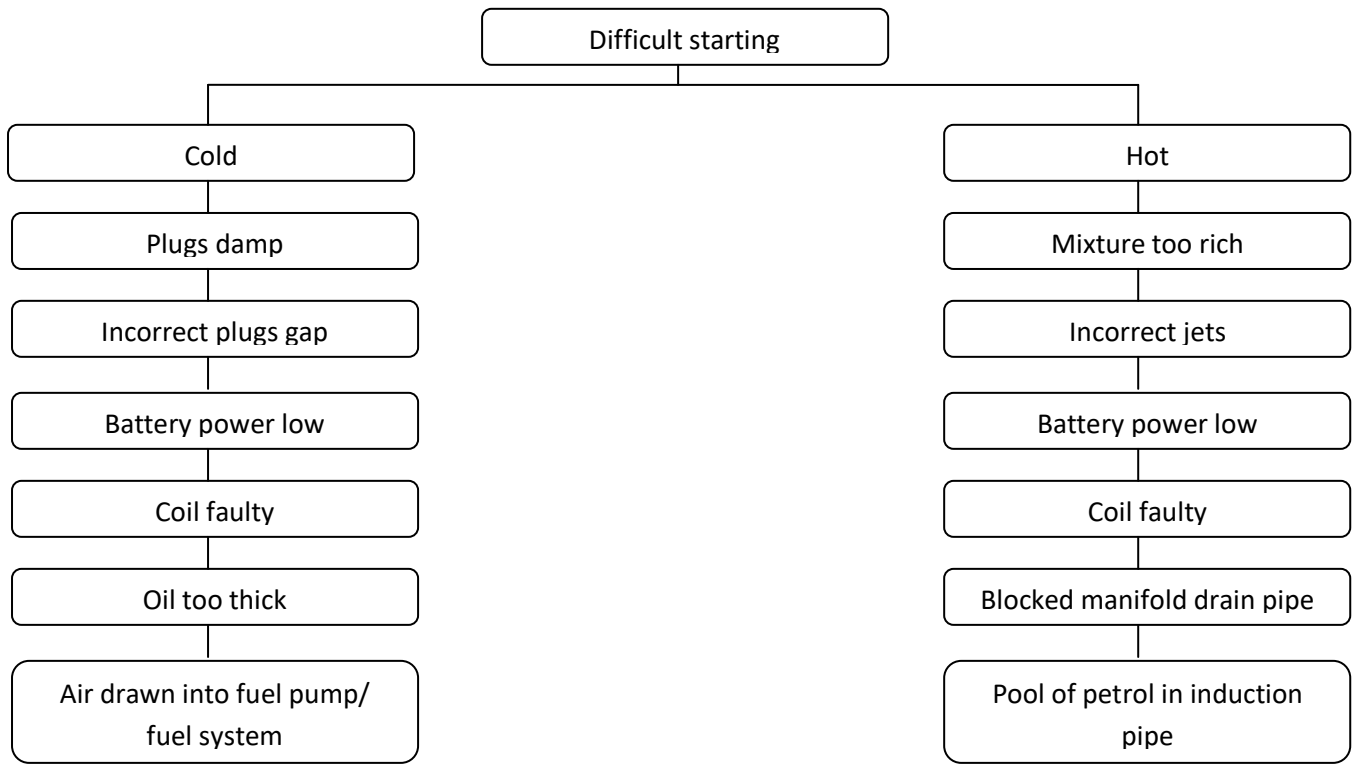 Difficult starting
Cold
Plugs damp
Incorrect plugs gap
Battery power low
Coil faulty
Oil too thick
Air drawn into fuel pump/
fuel system
Hot
Mixture too rich
Incorrect jets
Battery power low
Coil faulty
Blocked manifold drain pipe
Pool of petrol in induction
pipe